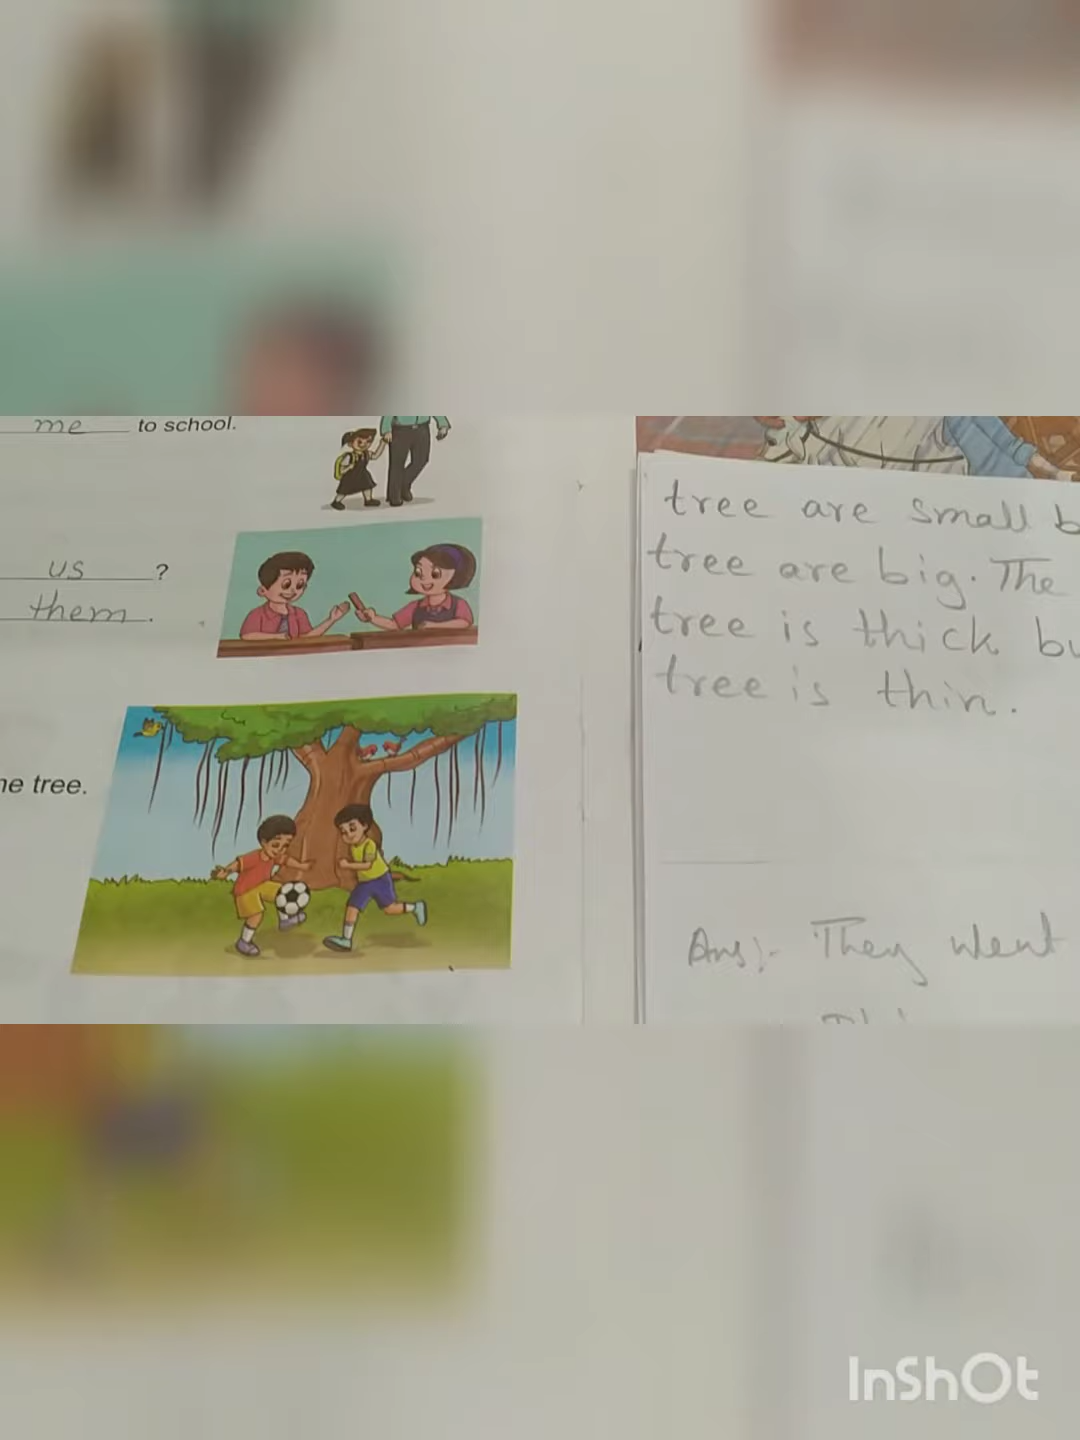 me to school.
us ?
them.
tree.
tree are small
tree are big. The
tree is thick
tree is thin.
Ans:- They went
InShOt